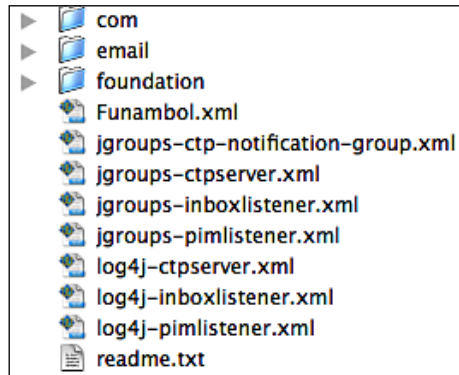 com
email
foundation
Funambol.xml
jgroups-ctp-notification-group.xml
jgroups-ctpserver.xml
jgroups-inboxlistener.xml
jgroups-pimlistener.xml
log4j-ctpserver.xml
log4j-inboxlistener.xml
log4j-pimlistener.xml
readme.txt